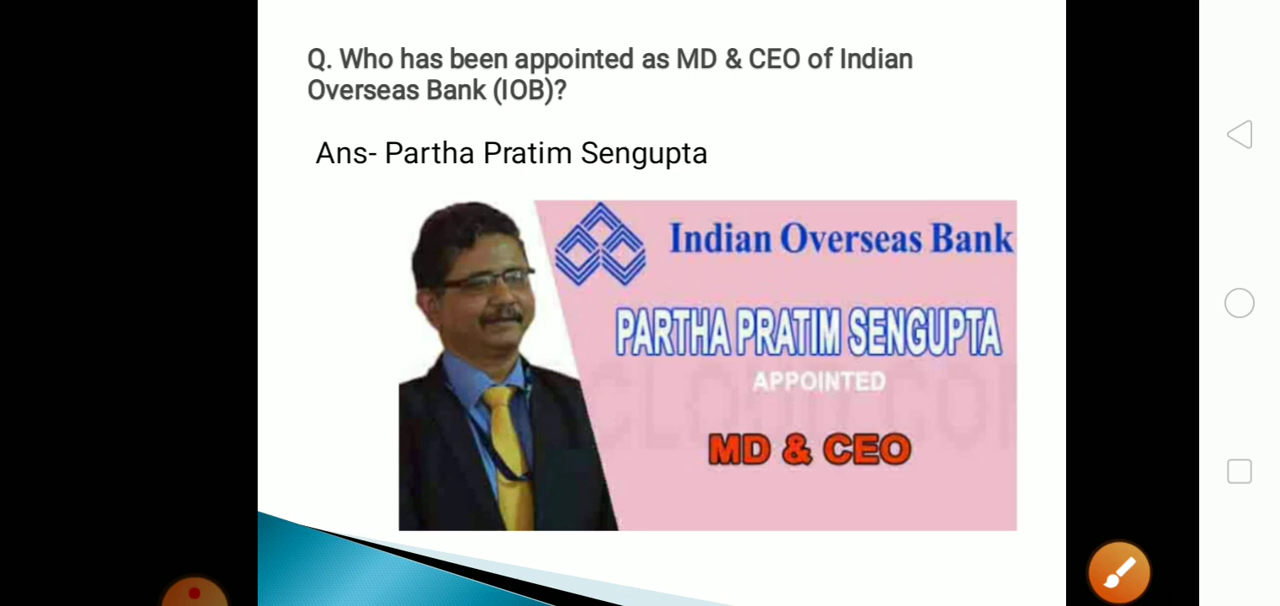 Q. Who has been appointed as MD & CEO of Indian
Overseas Bank (IOB)?
Ans- Partha Pratim Sengupta
Indian Overseas Bank
PARTHA PRATIM SENGUPTA
APPOINTED
MD & CEO